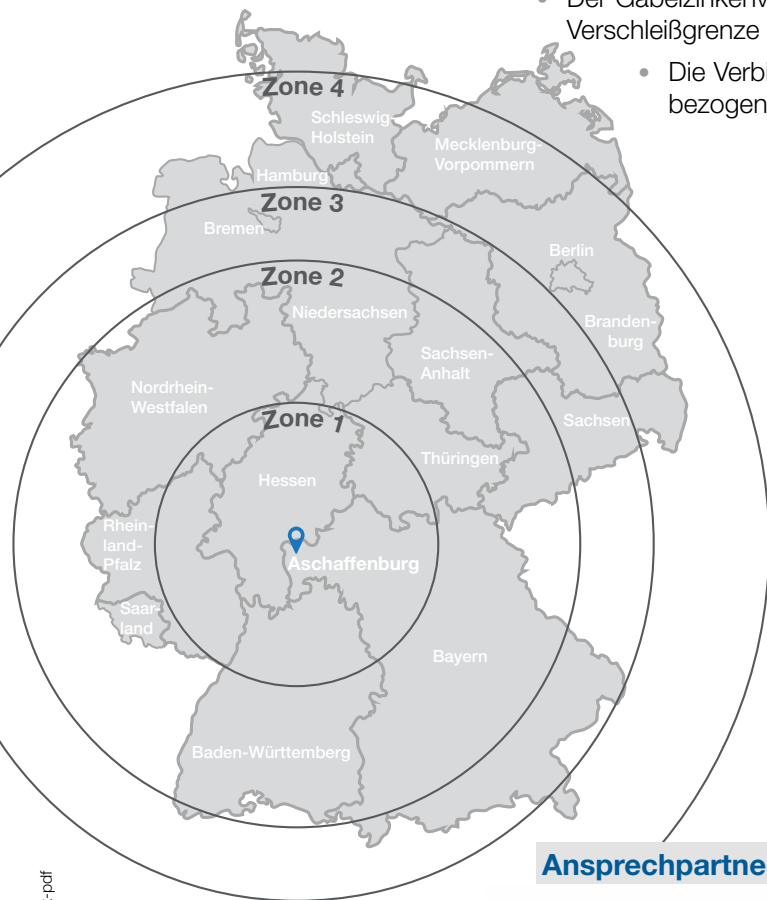 Verschleißgrenze
Die
bezogen
Zone 4
Schleswig-
Holstein
Mecklenburg-
Vorpommern
Hamburg
Zone 3
Bremen
Berlin
Zone 2
Niedersachsen
Branden-
burg
Sachsen-
Anhalt
Nordrhein-
Westfalen
Zone 1
Sachsen
Thüringen
Hessen
Rhein-
land-
Pfalz
Aschaffenburg
Saar-
land
Bayern
Baden-Württemberg
Ansprechpartne
-pdf